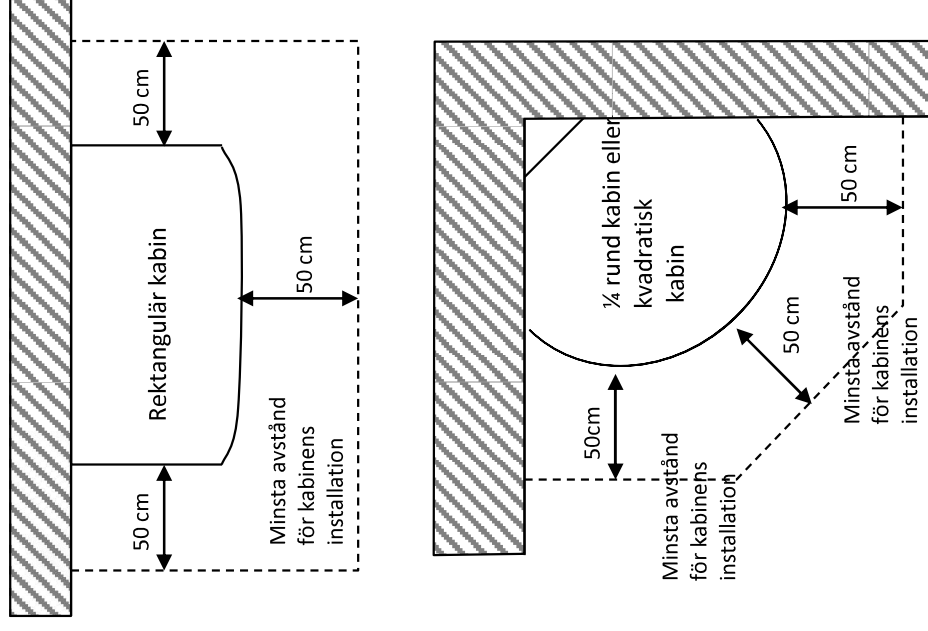 50 cm
Rektangulär kabin
50 cm
50 cm
Minsta avstånd
för kabinens
installation
¼ rund kabin eller
kvadratisk
kabin
50 cm
50 cm
50cm
Minsta avstånd
för kabinens
installation
Minsta avstånd
för kabinens
installation